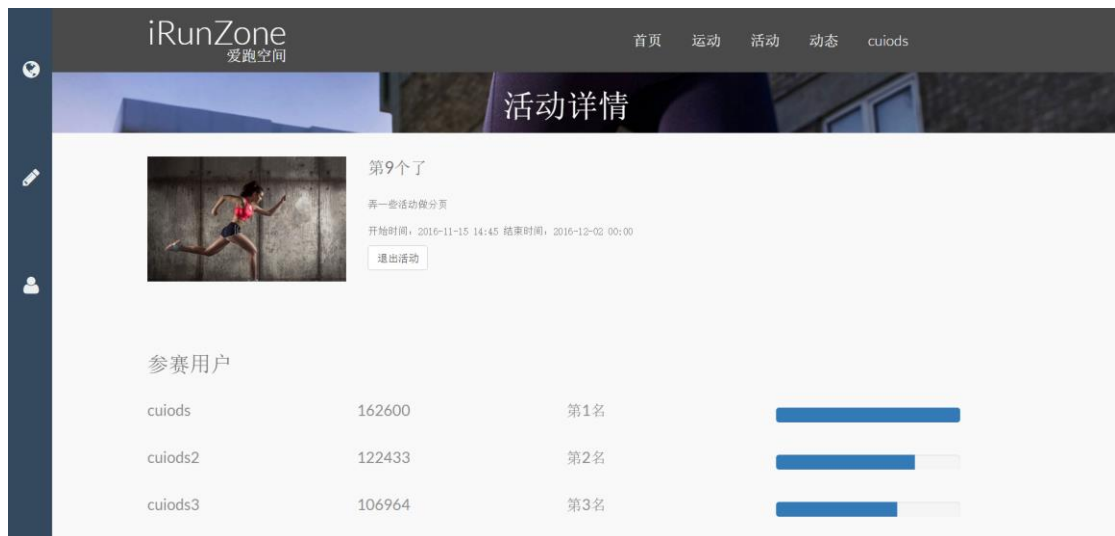 iRunZone
爱跑空间
首页 运动 活动 动态 cuiods
活动详情
第9个了
弄一些活动做分页
开始时间：2016-11-15 14:45 结束时间：2016-12-02 00:00
退出活动
参赛用户
cuiods 162600 第1名
cuiods2 122433 第2名
cuiods3 106964 第3名